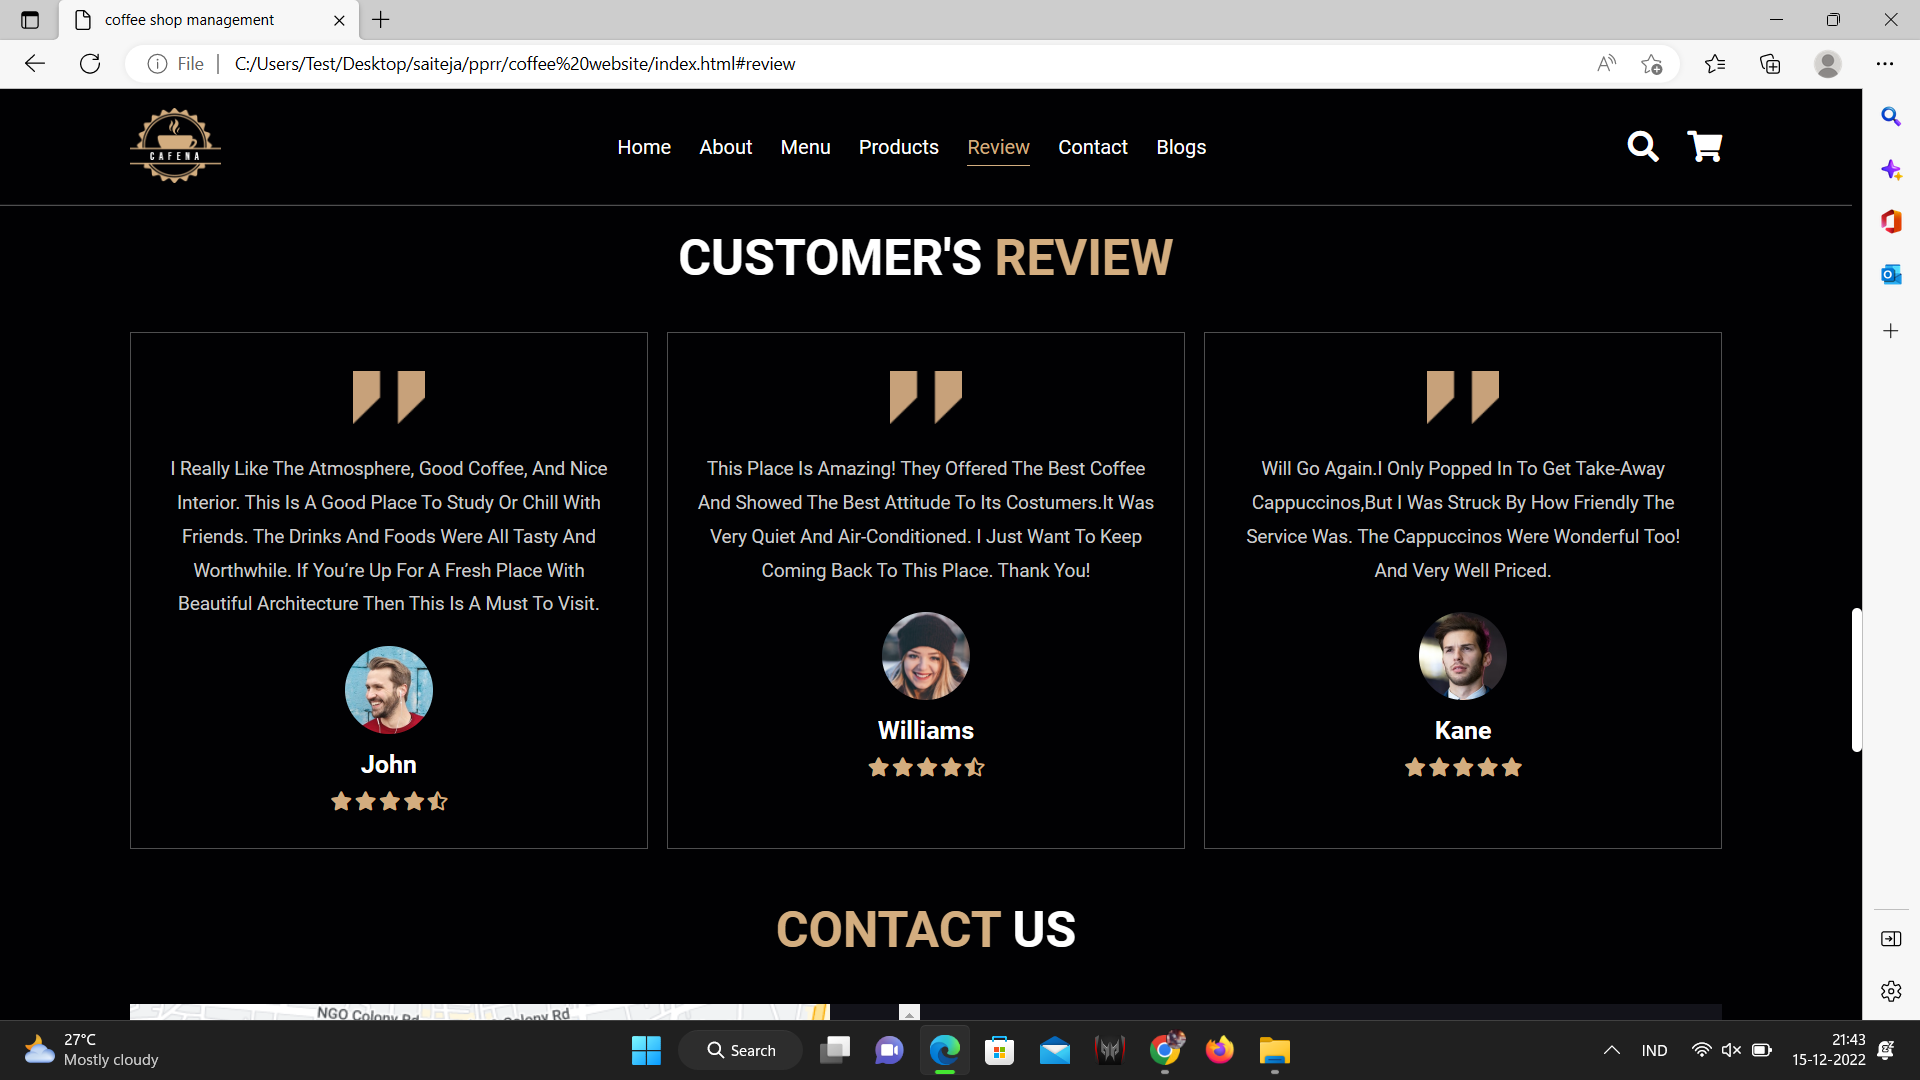 coffee shop management
File
C:/Users/Test/Desktop/saiteja/pprr/coffee%20website/index.html#review
CAFENA
Home About Menu Products Review Contact Blogs
CUSTOMER'S REVIEW
I Really Like The Atmosphere, Good Coffee, And Nice
Interior. This Is A Good Place To Study Or Chill With
Friends. The Drinks And Foods Were All Tasty And
Worthwhile. If You’re Up For A Fresh Place With
Beautiful Architecture Then This Is A Must To Visit.
John
This Place Is Amazing! They Offered The Best Coffee
And Showed The Best Attitude To Its Costumers.It Was
Very Quiet And Air-Conditioned. I Just Want To Keep
Coming Back To This Place. Thank You!
Williams
Will Go Again.I Only Popped In To Get Take-Away
Cappuccinos,But I Was Struck By How Friendly The
Service Was. The Cappuccinos Were Wonderful Too!
And Very Well Priced.
Kane
CONTACT US
NGO Colony Rd
Colony Rd
27°C
Mostly cloudy
Search
IND
21:43
15-12-2022